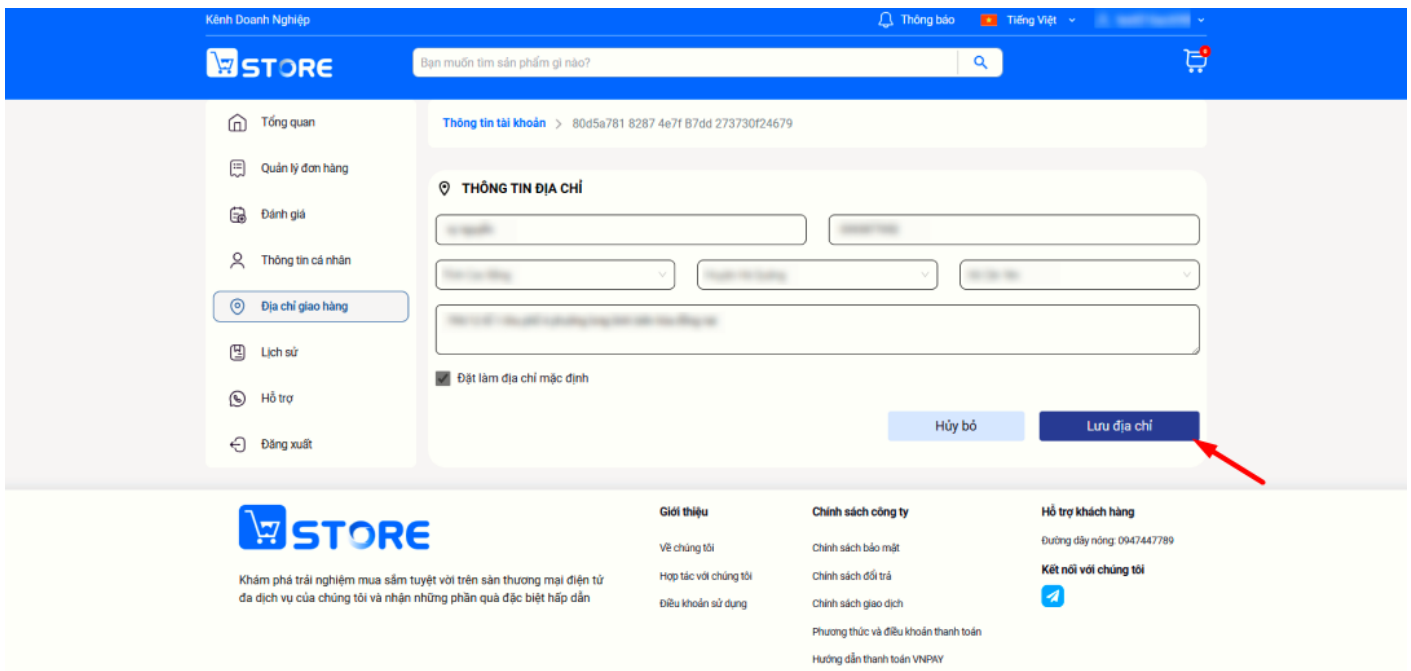 Kênh Doanh Nghiệp
Thông báo
Tiếng Việt
STORE
Bạn muốn tìm sản phẩm gì nào?
Tổng quan
Quản lý đơn hàng
Đánh giá
Thông tin cá nhân
Địa chỉ giao hàng
Lịch sử
Hỗ trợ
Đăng xuất
Thông tin tài khoản > 80d5a781 8287 4e7f B7dd 273730f24679
THÔNG TIN ĐỊA CHỈ
Đặt làm địa chỉ mặc định
Hủy bỏ
Lưu địa chỉ
STORE
Khám phá trải nghiệm mua sắm tuyệt vời trên sàn thương mại điện tử
đa dịch vụ của chúng tôi và nhận những phần quà đặc biệt hấp dẫn
Giới thiệu
Về chúng tôi
Hợp tác với chúng tôi
Điều khoản sử dụng
Chính sách công ty
Chính sách bảo mật
Chính sách đổi trả
Chính sách giao dịch
Phương thức và điều khoản thanh toán
Hướng dẫn thanh toán VNPAY
Hỗ trợ khách hàng
Đường dây nóng: 0947447789
Kết nối với chúng tôi